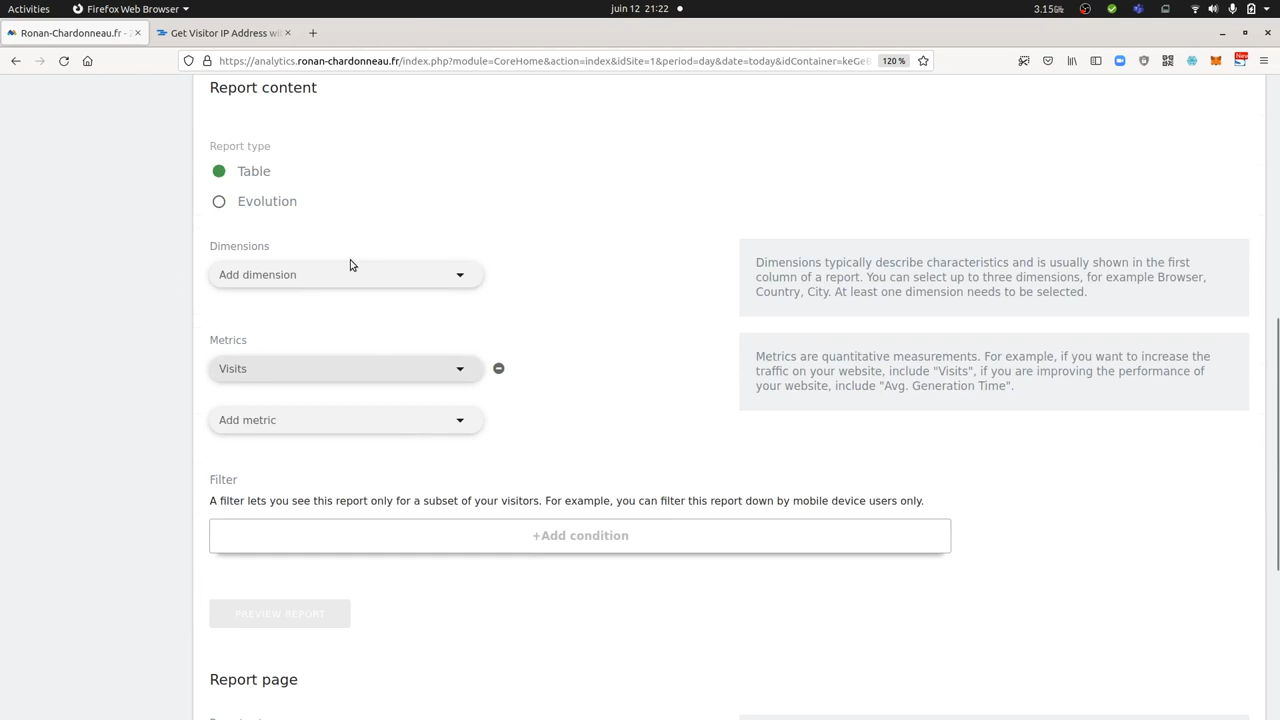 Activities
Firefox Web Browser
juin 12  21:22
3.15%
Ronan-Chardonneau.fr -
Get Visitor IP Address wi
https://analytics.ronan-chardonneau.fr/index.php?module=CoreHome&action=index&idSite=1&period=day&date=today&idContainer=keGeB
120 %
New
Report content
Report type
Table
Evolution
Dimensions
Add dimension
Dimensions typically describe characteristics and is usually shown in the first
column of a report. You can select up to three dimensions, for example Browser,
Country, City. At least one dimension needs to be selected.
Metrics
Visits
Metrics are quantitative measurements. For example, if you want to increase the
traffic on your website, include "Visits", if you are improving the performance of
your website, include "Avg. Generation Time".
Add metric
Filter
A filter lets you see this report only for a subset of your visitors. For example, you can filter this report down by mobile device users only.
+Add condition
PREVIEW REPORT
Report page